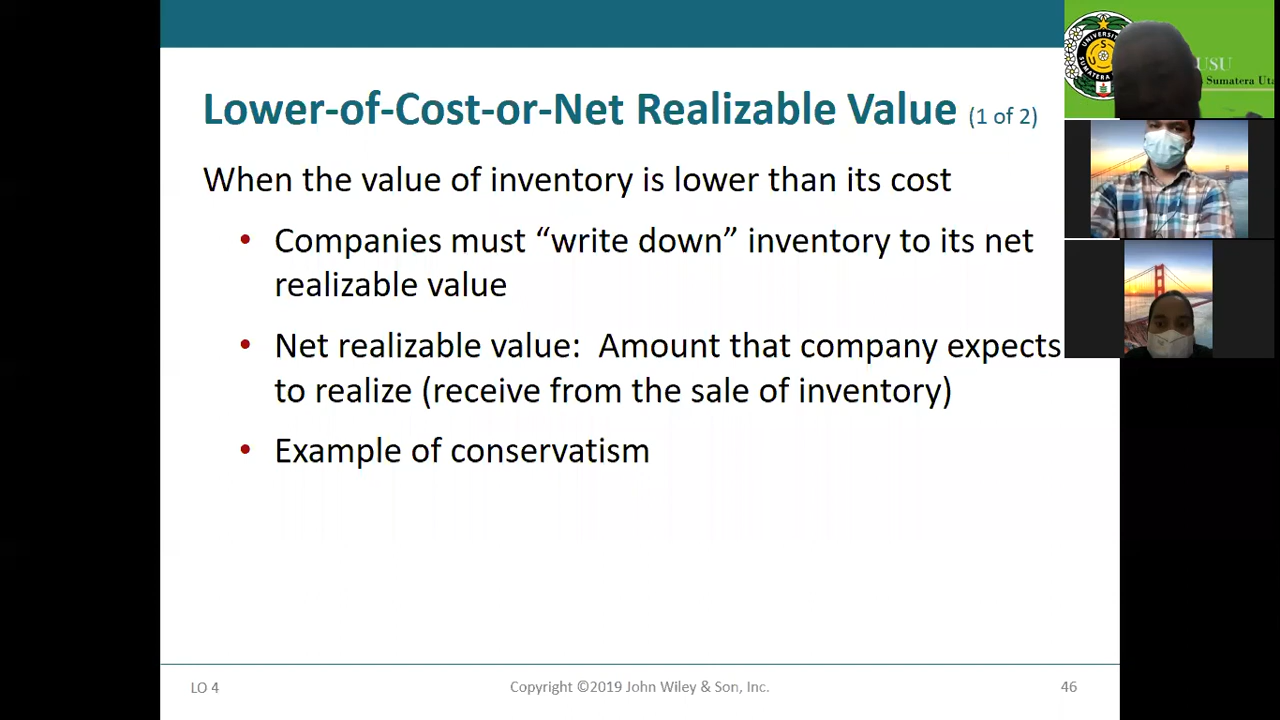 Lower-of-Cost-or-Net Realizable Value (1 of 2)
When the value of inventory is lower than its cost
• Companies must “write down” inventory to its net
realizable value
• Net realizable value: Amount that company expects
to realize (receive from the sale of inventory)
• Example of conservatism
LO 4
Copyright ©2019 John Wiley & Son, Inc.
46
USU
Sumatera Uta